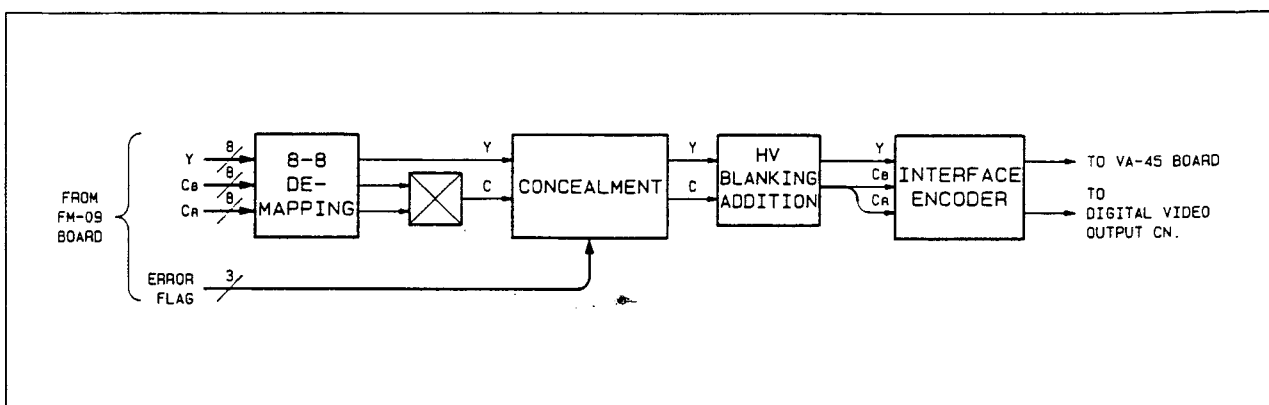 FROM
FM-09
BOARD
Y 8
CB 8
CR 8
ERROR
FLAG
3
8-8
DE-
MAPPING
Y
C
CONCEALMENT
Y
C
HV
BLANKING
ADDITION
Y
CB
CR
INTERFACE
ENCODER
TO VA-45 BOARD
TO
DIGITAL VIDEO
OUTPUT CN.